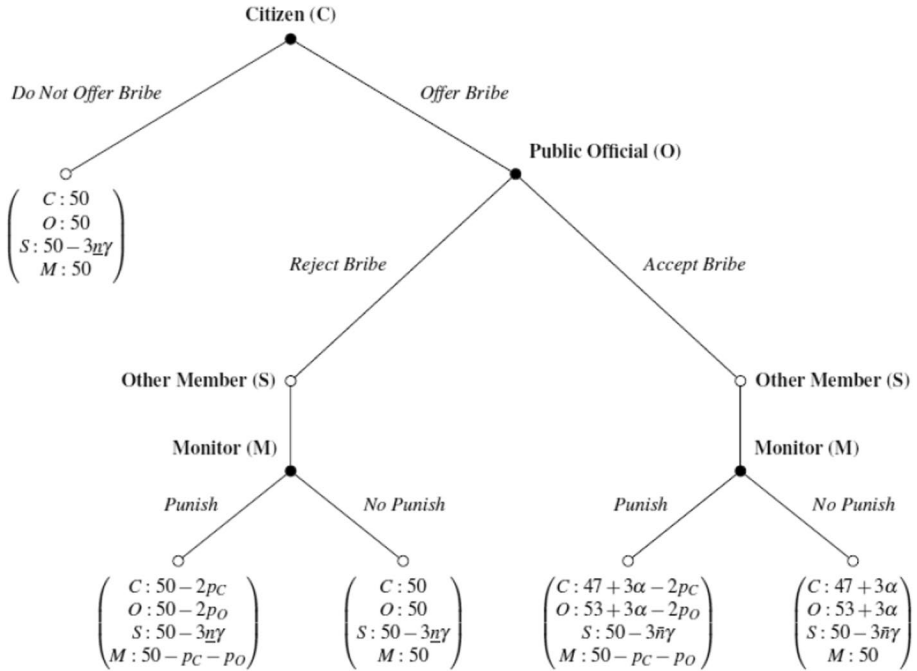 Citizen (C)
Do Not Offer Bribe
Offer Bribe
Public Official (O)
C : 50
O : 50
S : 50 − 3n̲γ
M : 50
Reject Bribe
Accept Bribe
Other Member (S)
Other Member (S)
Monitor (M)
Monitor (M)
Punish
No Punish
Punish
No Punish
C : 50 − 2p_C
O : 50 − 2p_O
S : 50 − 3n̲γ
M : 50 − p_C − p_O
C : 50
O : 50
S : 50 − 3n̲γ
M : 50
C : 47 + 3α − 2p_C
O : 53 + 3α − 2p_O
S : 50 − 3n̄γ
M : 50 − p_C − p_O
C : 47 + 3α
O : 53 + 3α
S : 50 − 3n̄γ
M : 50